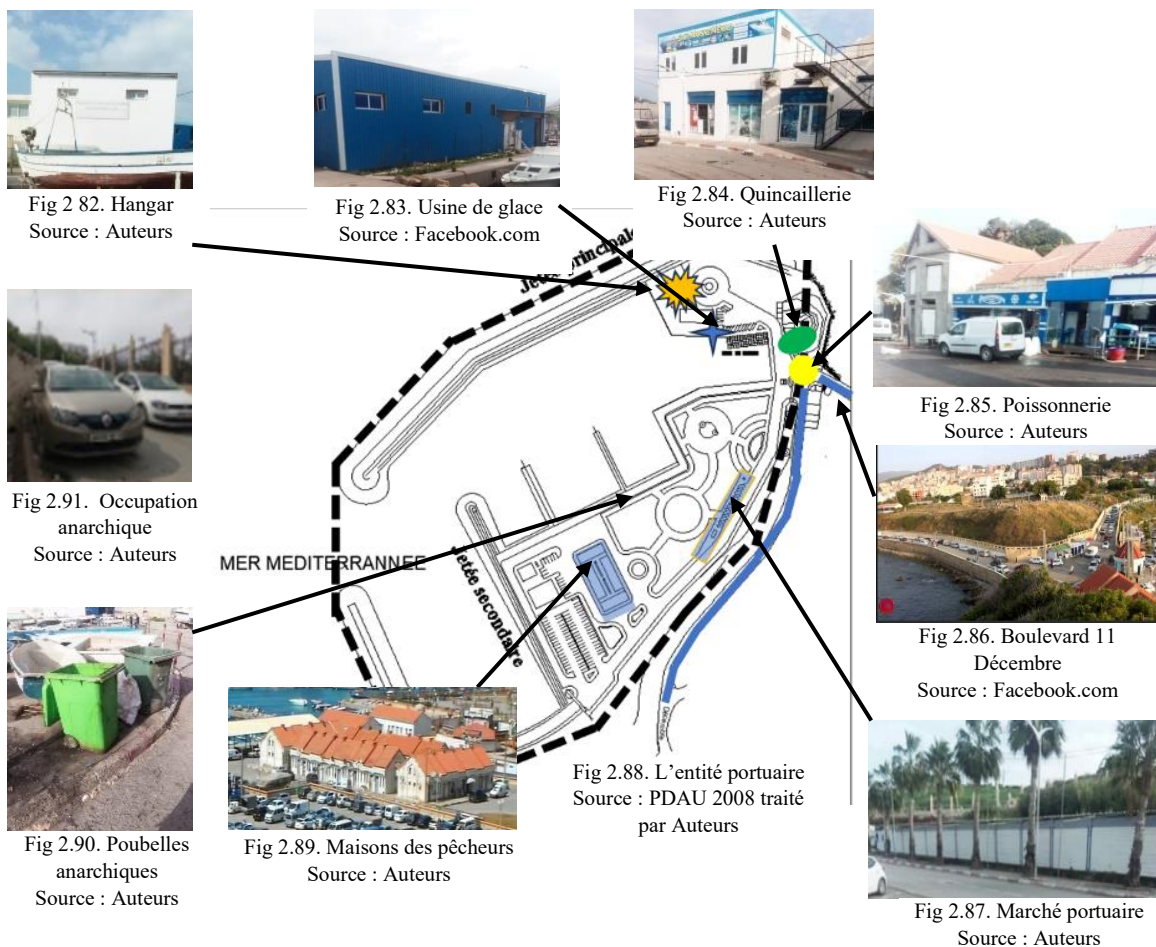 Fig 2 82. Hangar
Source : Auteurs
Fig 2.83. Usine de glace
Source : Facebook.com
Fig 2.84. Quincaillerie
Source : Auteurs
Jetée principale
Fig 2.85. Poissonnerie
Source : Auteurs
Fig 2.91. Occupation
anarchique
Source : Auteurs
MER MEDITERRANNEE
Jetée secondaire
Fig 2.86. Boulevard 11
Décembre
Source : Facebook.com
Fig 2.90. Poubelles
anarchiques
Source : Auteurs
Fig 2.89. Maisons des pêcheurs
Source : Auteurs
Fig 2.88. L’entité portuaire
Source : PDAU 2008 traité
par Auteurs
Fig 2.87. Marché portuaire
Source : Auteurs